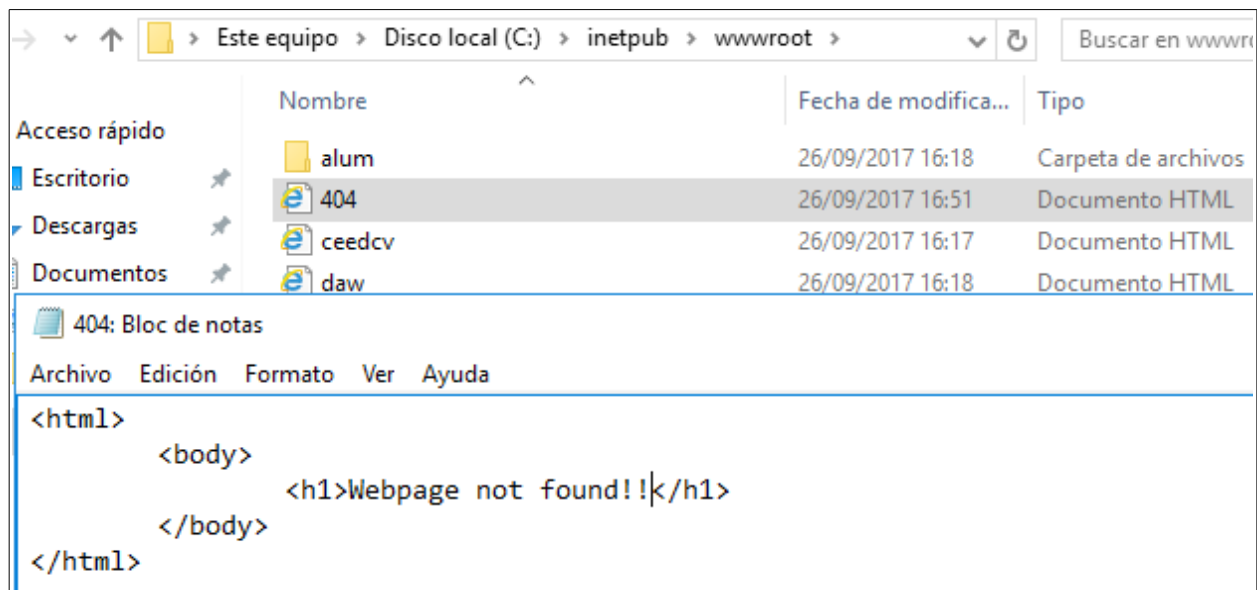 Este equipo > Disco local (C:) > inetpub > wwwroot >
Buscar en wwwro
Nombre Fecha de modifica... Tipo
Acceso rápido
alum 26/09/2017 16:18 Carpeta de archivos
Escritorio
404 26/09/2017 16:51 Documento HTML
Descargas
ceedcv 26/09/2017 16:17 Documento HTML
Documentos
daw 26/09/2017 16:18 Documento HTML
404: Bloc de notas
Archivo Edición Formato Ver Ayuda
<html>
<body>
<h1>Webpage not found!!</h1>
</body>
</html>